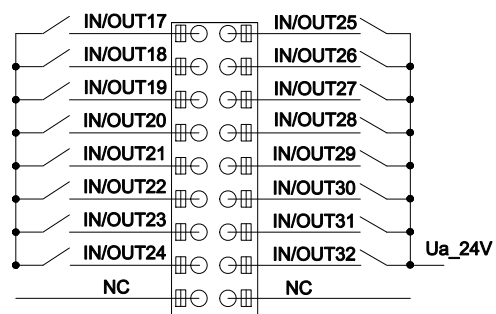 IN/OUT17 IN/OUT25
IN/OUT18 IN/OUT26
IN/OUT19 IN/OUT27
IN/OUT20 IN/OUT28
IN/OUT21 IN/OUT29
IN/OUT22 IN/OUT30
IN/OUT23 IN/OUT31
IN/OUT24 IN/OUT32 Ua_24V
NC NC